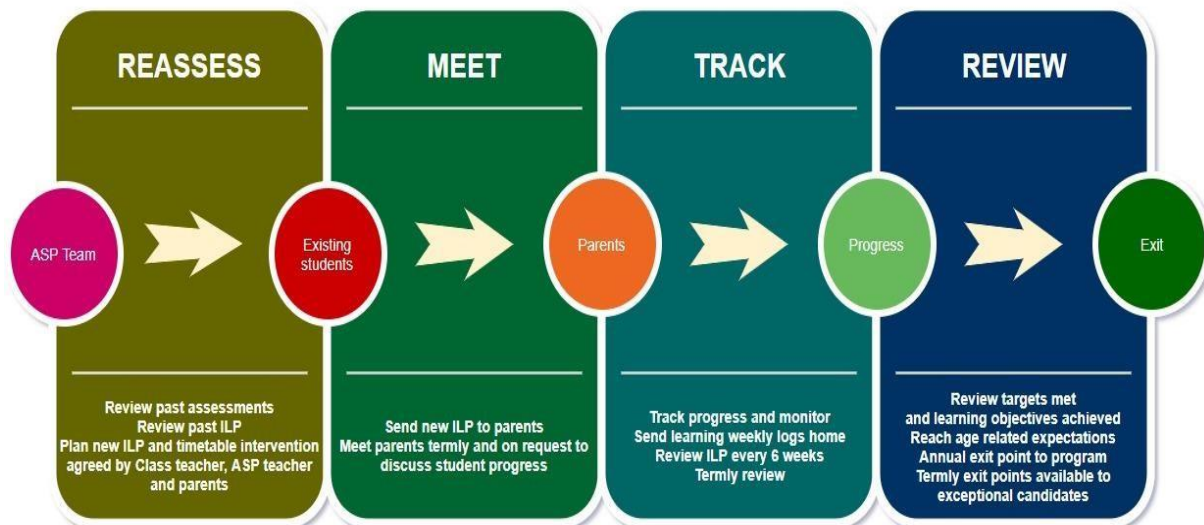 REASSESS
MEET
TRACK
REVIEW
ASP Team
Existing
students
Parents
Progress
Exit
Review past assessments
Review past ILP
Plan new ILP and timetable intervention
agreed by Class teacher, ASP teacher
and parents
Send new ILP to parents
Meet parents termly and on request to
discuss student progress
Track progress and monitor
Send learning weekly logs home
Review ILP every 6 weeks
Termly review
Review targets met
and learning objectives achieved
Reach age related expectations
Annual exit point to program
Termly exit points available to
exceptional candidates